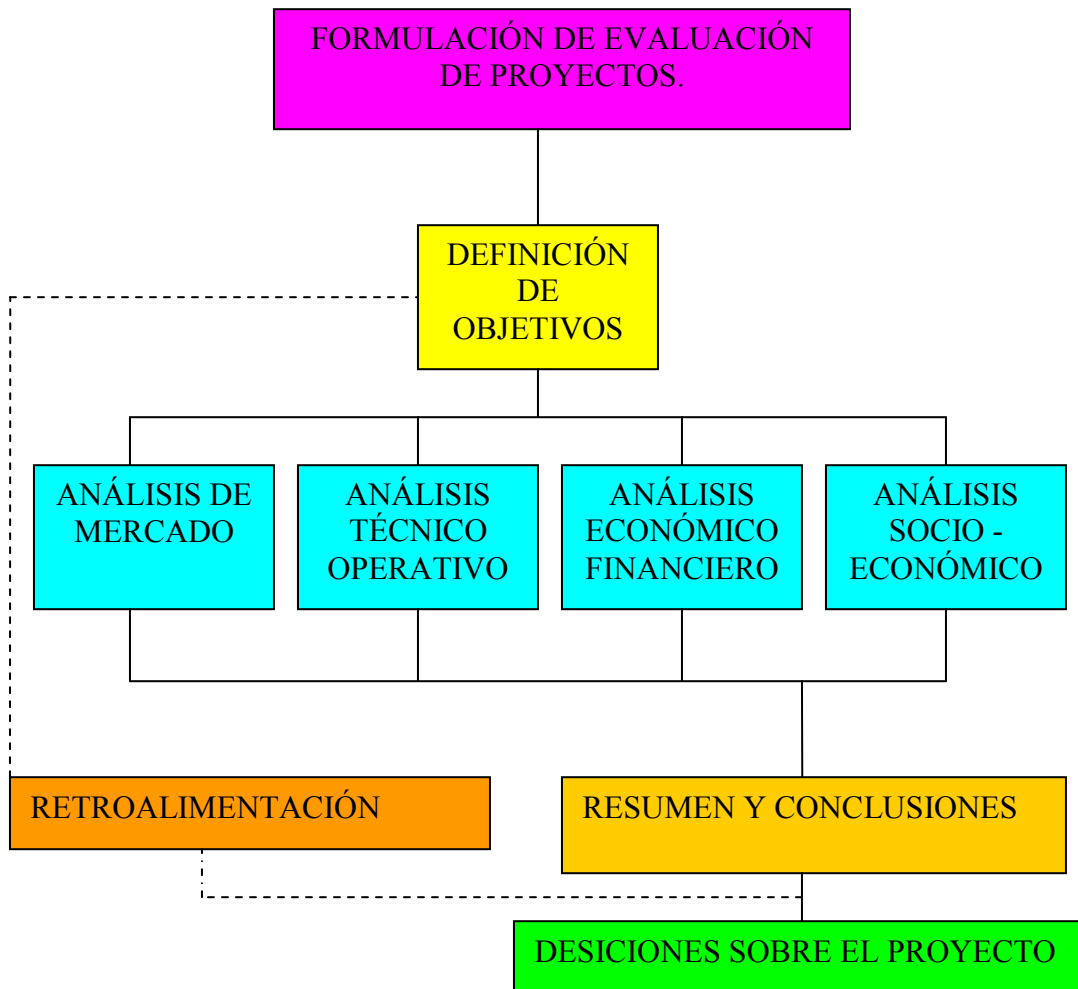 FORMULACIÓN DE EVALUACIÓN
DE PROYECTOS.
DEFINICIÓN
DE
OBJETIVOS
ANÁLISIS DE
MERCADO
ANÁLISIS
TÉCNICO
OPERATIVO
ANÁLISIS
ECONÓMICO
FINANCIERO
ANÁLISIS
SOCIO -
ECONÓMICO
RETROALIMENTACIÓN
RESUMEN Y CONCLUSIONES
DESICIONES SOBRE EL PROYECTO